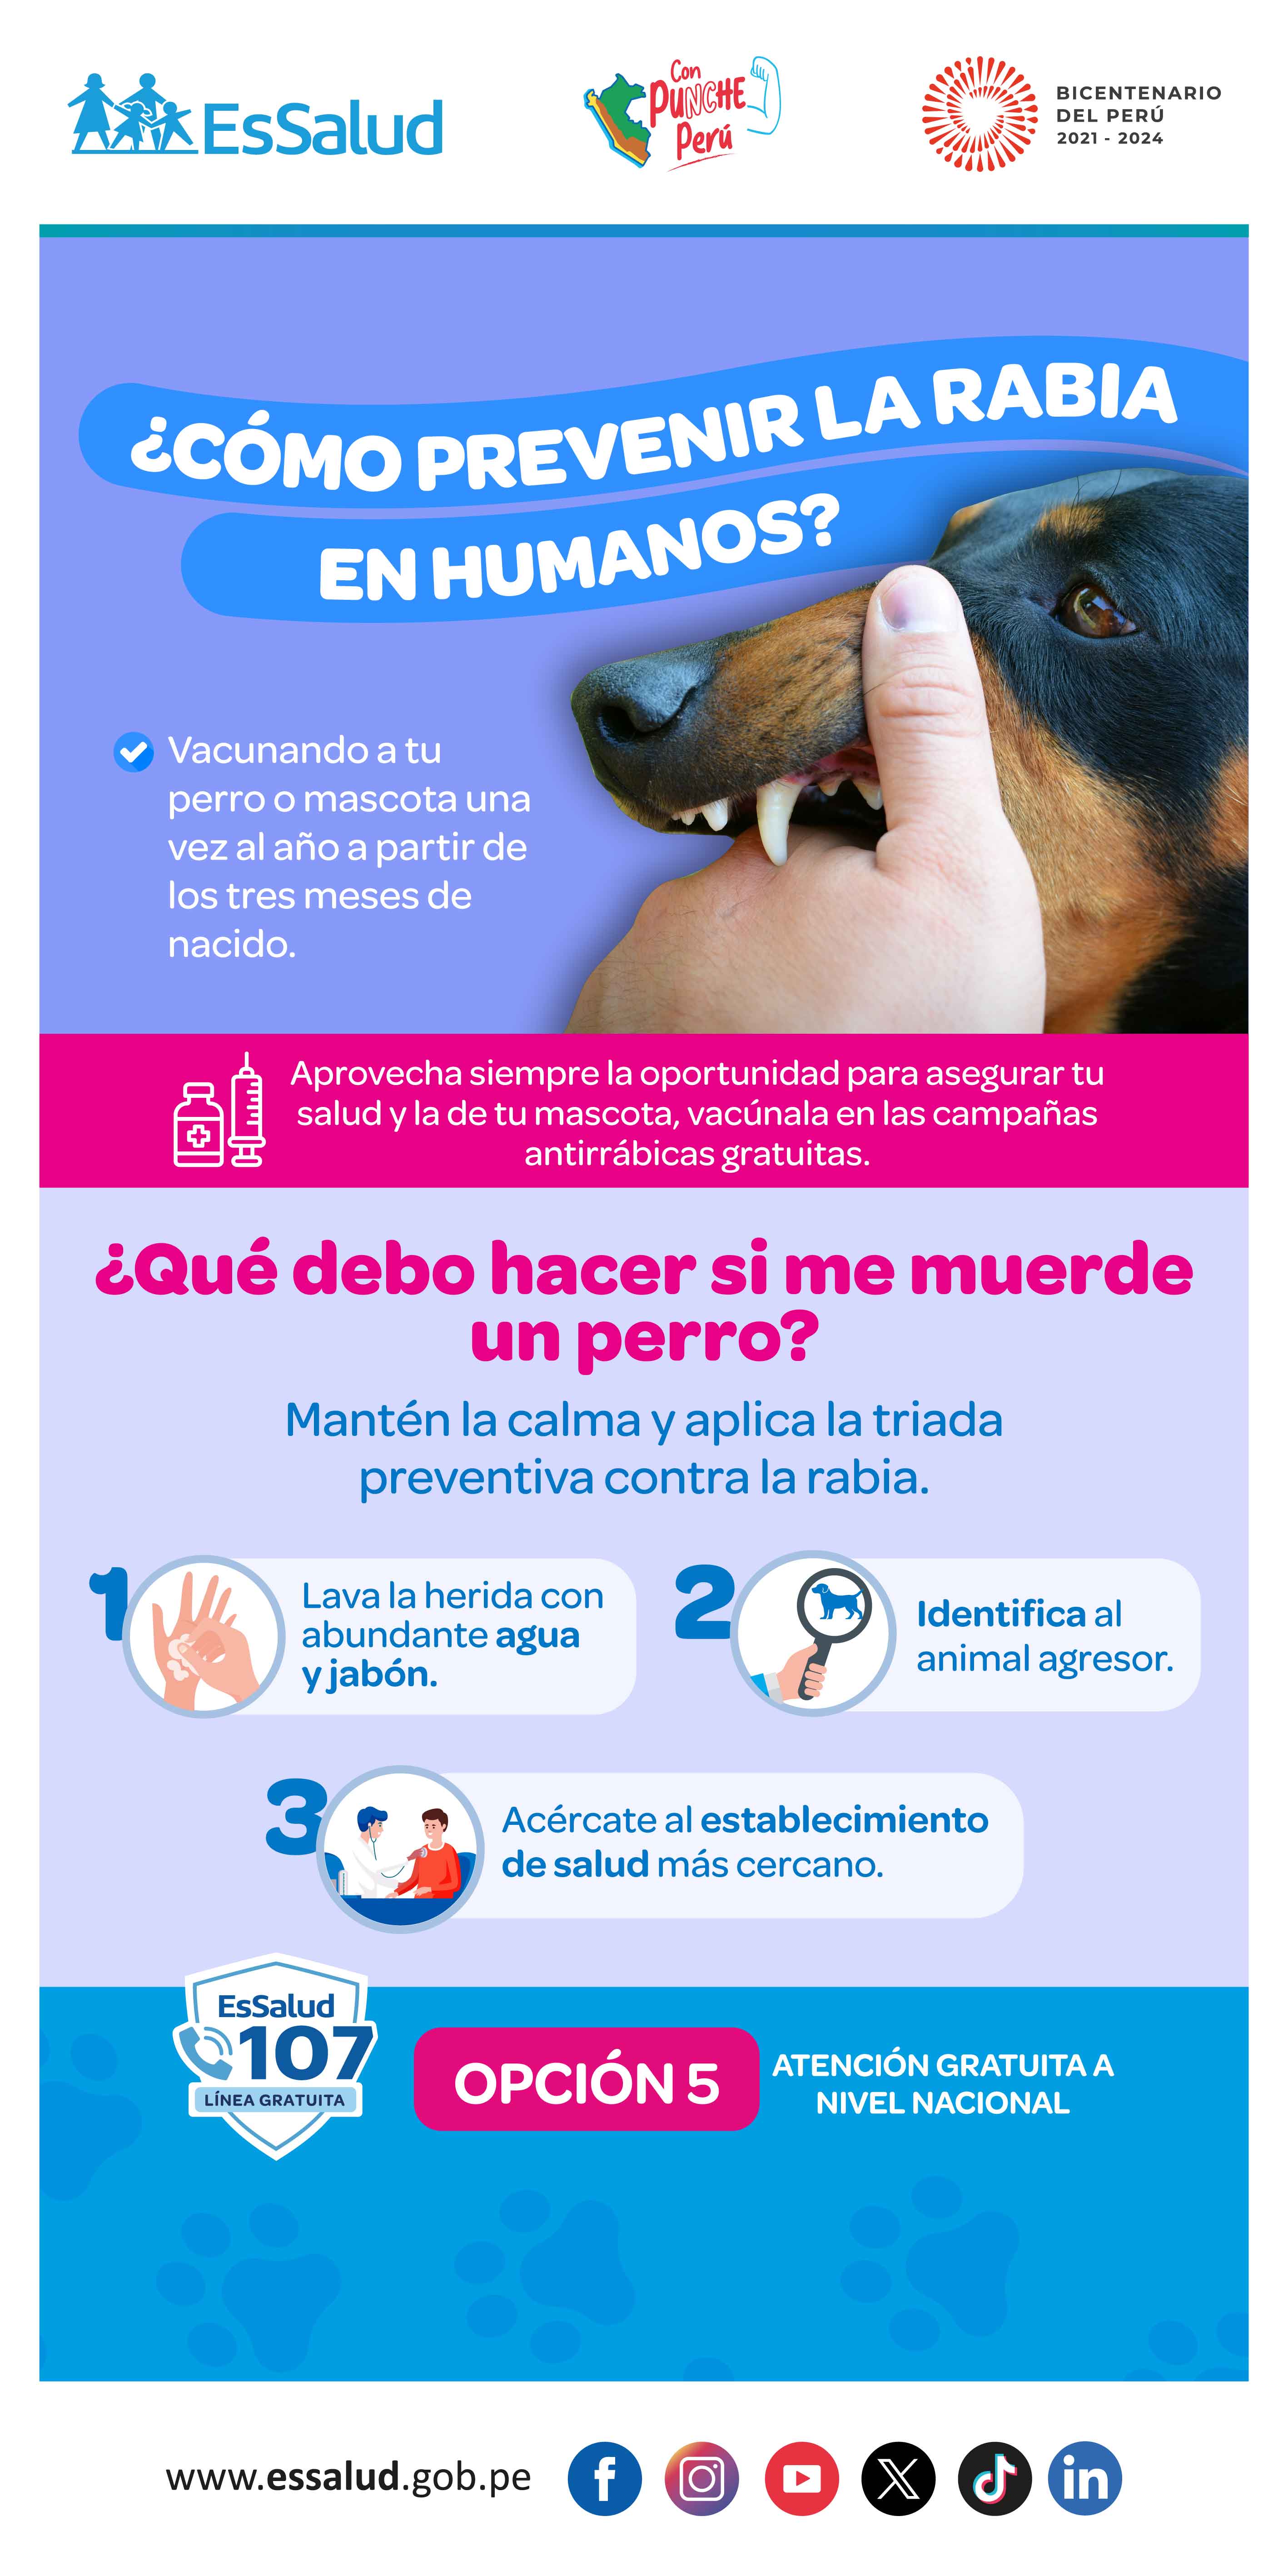 EsSalud
Con
PUNCHE
Perú
BICENTENARIO
DEL PERÚ
2021 - 2024
¿CÓMO PREVENIR LA RABIA
EN HUMANOS?
Vacunando a tu
perro o mascota una
vez al año a partir de
los tres meses de
nacido.
Aprovecha siempre la oportunidad para asegurar tu
salud y la de tu mascota, vacúnala en las campañas
antirrábicas gratuitas.
¿Qué debo hacer si me muerde
un perro?
Mantén la calma y aplica la triada
preventiva contra la rabia.
1
Lava la herida con
abundante agua
y jabón.
2
Identifica al
animal agresor.
3
Acércate al establecimiento
de salud más cercano.
EsSalud
107
LÍNEA GRATUITA
OPCIÓN 5
ATENCIÓN GRATUITA A
NIVEL NACIONAL
www.essalud.gob.pe